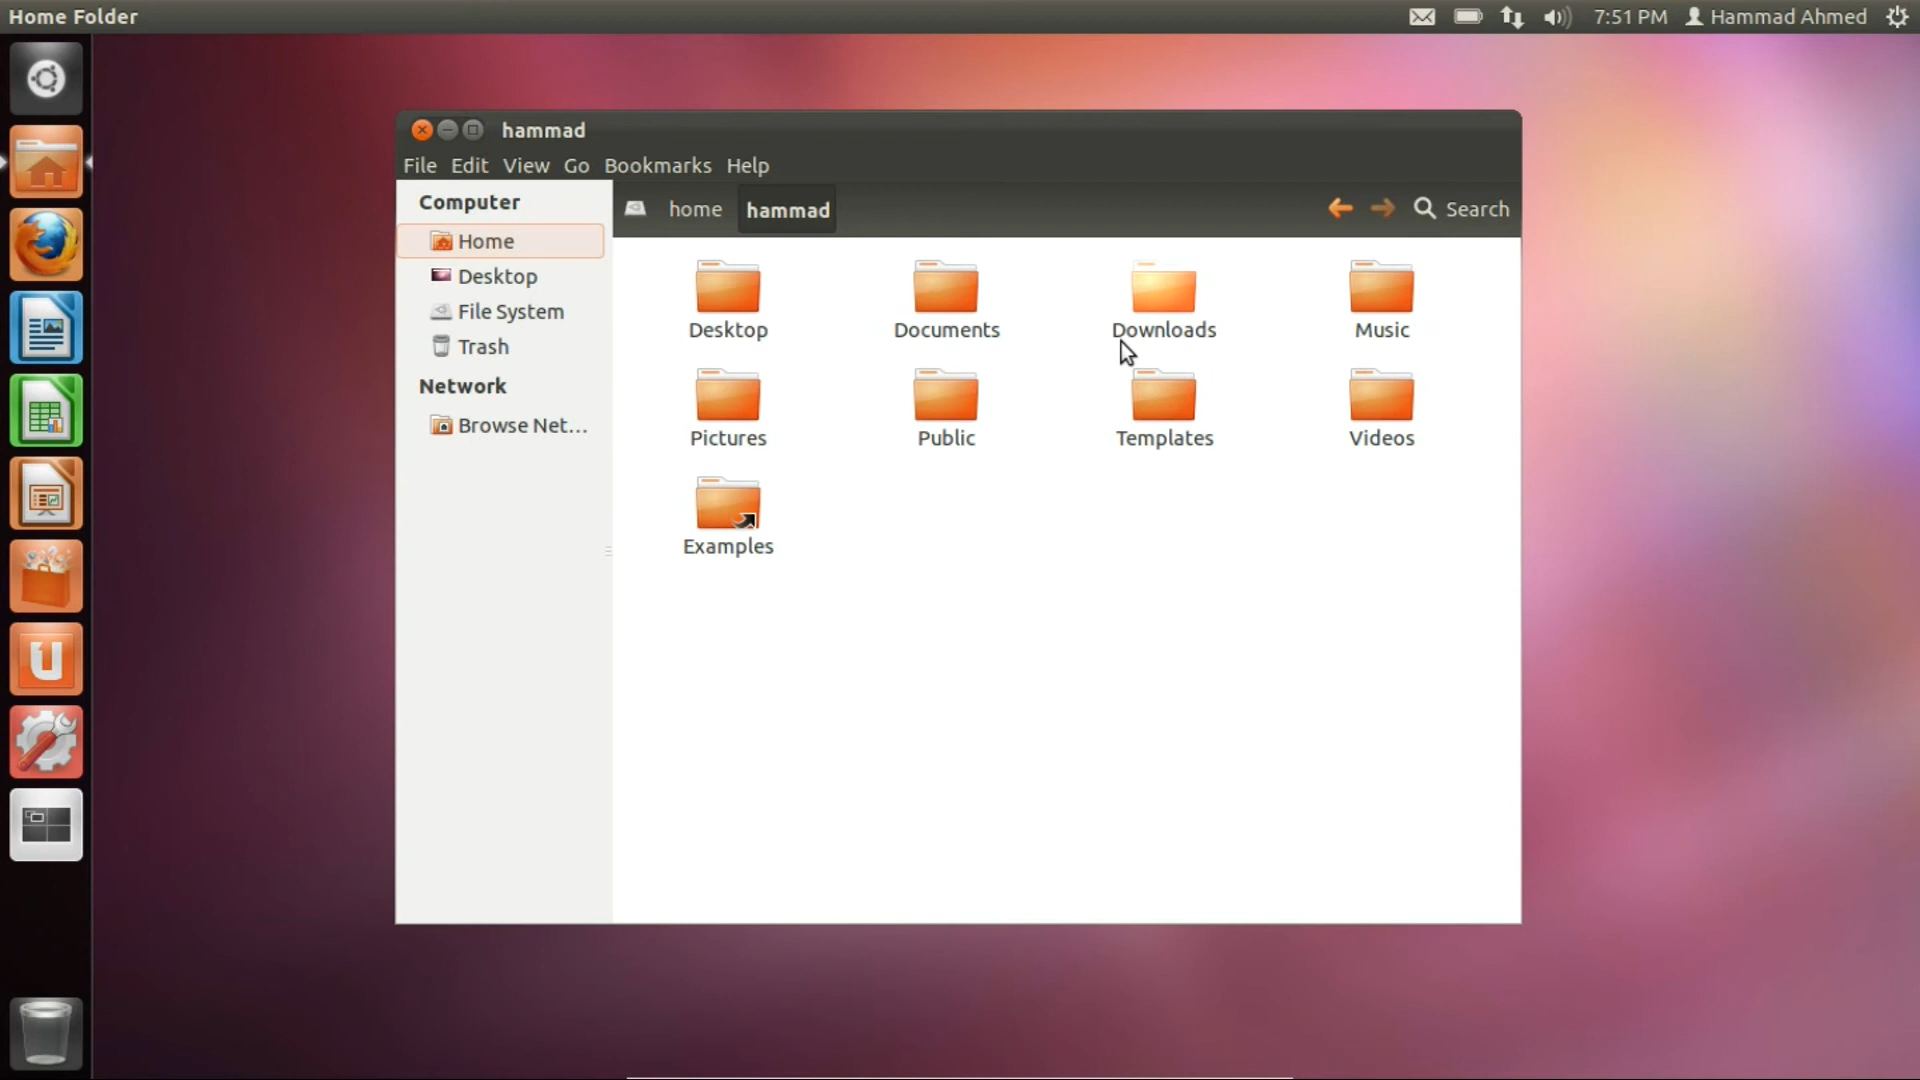 Home Folder
7:51 PM Hammad Ahmed
hammad
File Edit View Go Bookmarks Help
Computer
Home
Desktop
File System
Trash
Network
Browse Net...
home hammad Search
Desktop Documents Downloads Music
Pictures Public Templates Videos
Examples
U